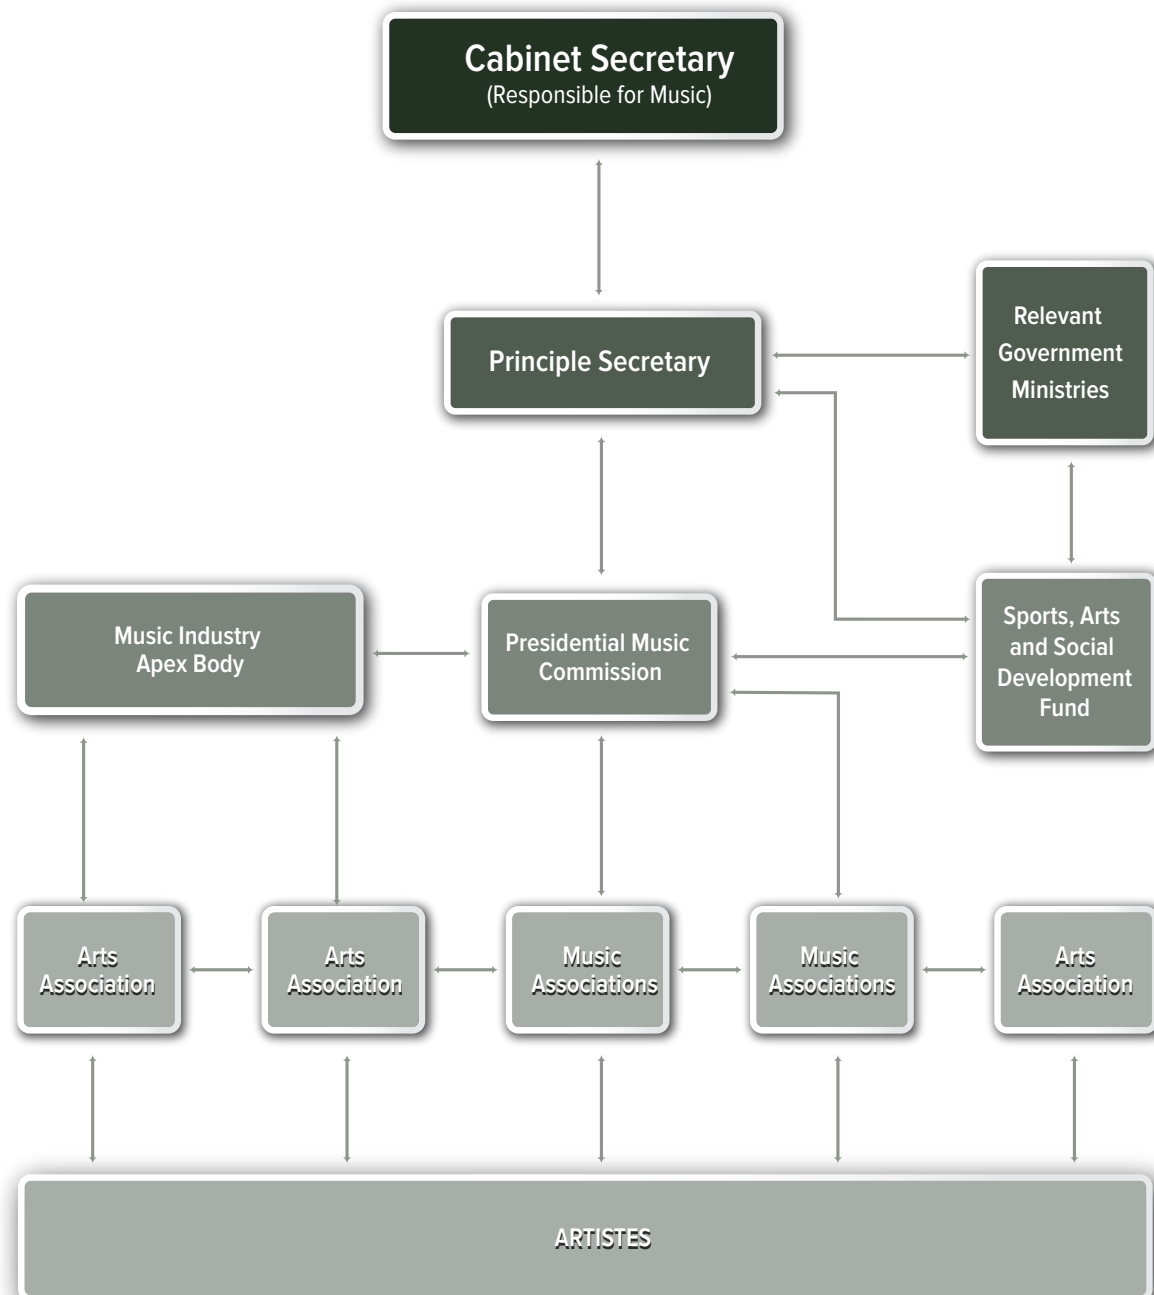 Cabinet Secretary
(Responsible for Music)
Relevant
Government
Ministries
Principle Secretary
Music Industry
Apex Body
Presidential Music
Commission
Sports, Arts
and Social
Development
Fund
Arts
Association
Arts
Association
Music
Associations
Music
Associations
Arts
Association
ARTISTES